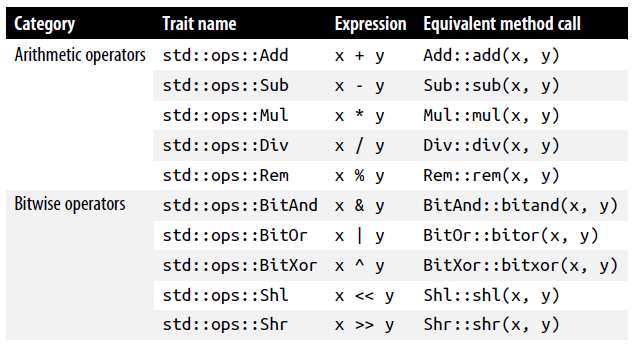 Category Trait name Expression Equivalent method call
Arithmetic operators std::ops::Add x + y Add::add(x, y)
std::ops::Sub x - y Sub::sub(x, y)
std::ops::Mul x * y Mul::mul(x, y)
std::ops::Div x / y Div::div(x, y)
std::ops::Rem x % y Rem::rem(x, y)
Bitwise operators std::ops::BitAnd x & y BitAnd::bitand(x, y)
std::ops::BitOr x | y BitOr::bitor(x, y)
std::ops::BitXor x ^ y BitXor::bitxor(x, y)
std::ops::Shl x << y Shl::shl(x, y)
std::ops::Shr x >> y Shr::shr(x, y)